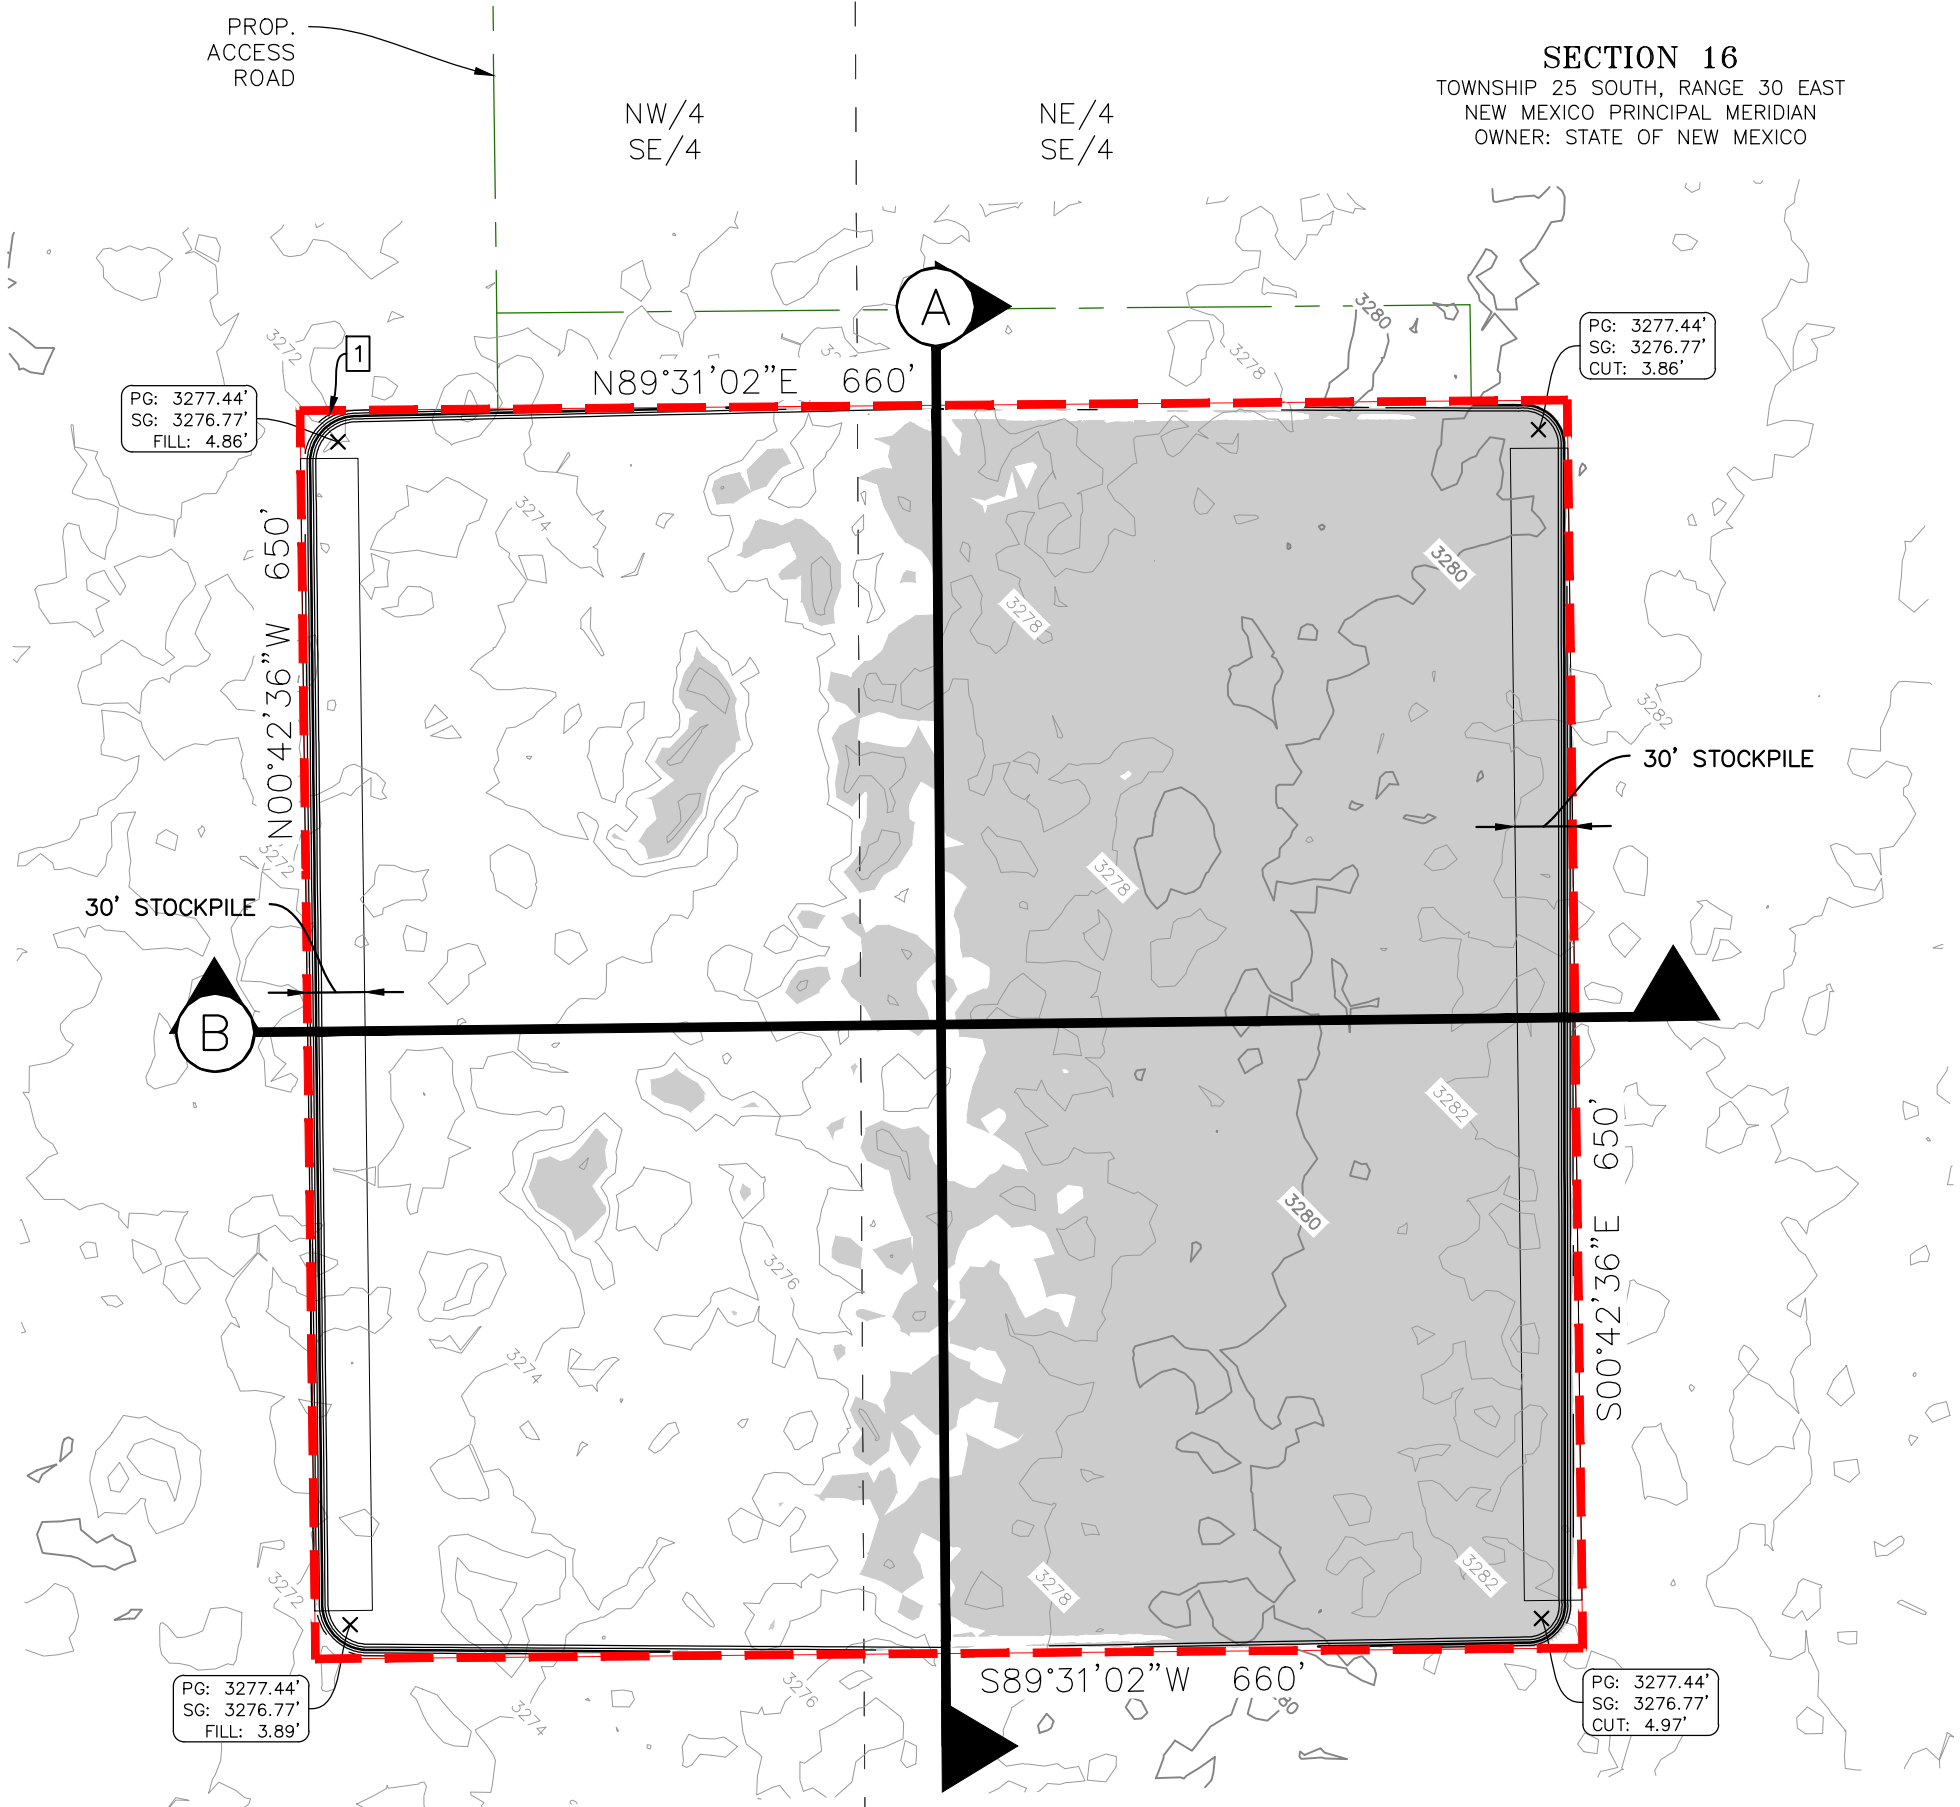 PROP.
ACCESS
ROAD
NW/4
SE/4
NE/4
SE/4
SECTION 16
TOWNSHIP 25 SOUTH, RANGE 30 EAST
NEW MEXICO PRINCIPAL MERIDIAN
OWNER: STATE OF NEW MEXICO
A
3280
3272
1
3278
PG: 3277.44'
SG: 3276.77'
CUT: 3.86'
N89°31'02"E 660'
PG: 3277.44'
SG: 3276.77'
FILL: 4.86'
3274
3280
3278
N00°42'36"W 650'
3282
30' STOCKPILE
3272
3278
30' STOCKPILE
B
3282
S00°42'36"E 650'
3280
3276
3274
3272
3278
3282
S89°31'02"W 660'
3276
3274
80
PG: 3277.44'
SG: 3276.77'
FILL: 3.89'
PG: 3277.44'
SG: 3276.77'
CUT: 4.97'